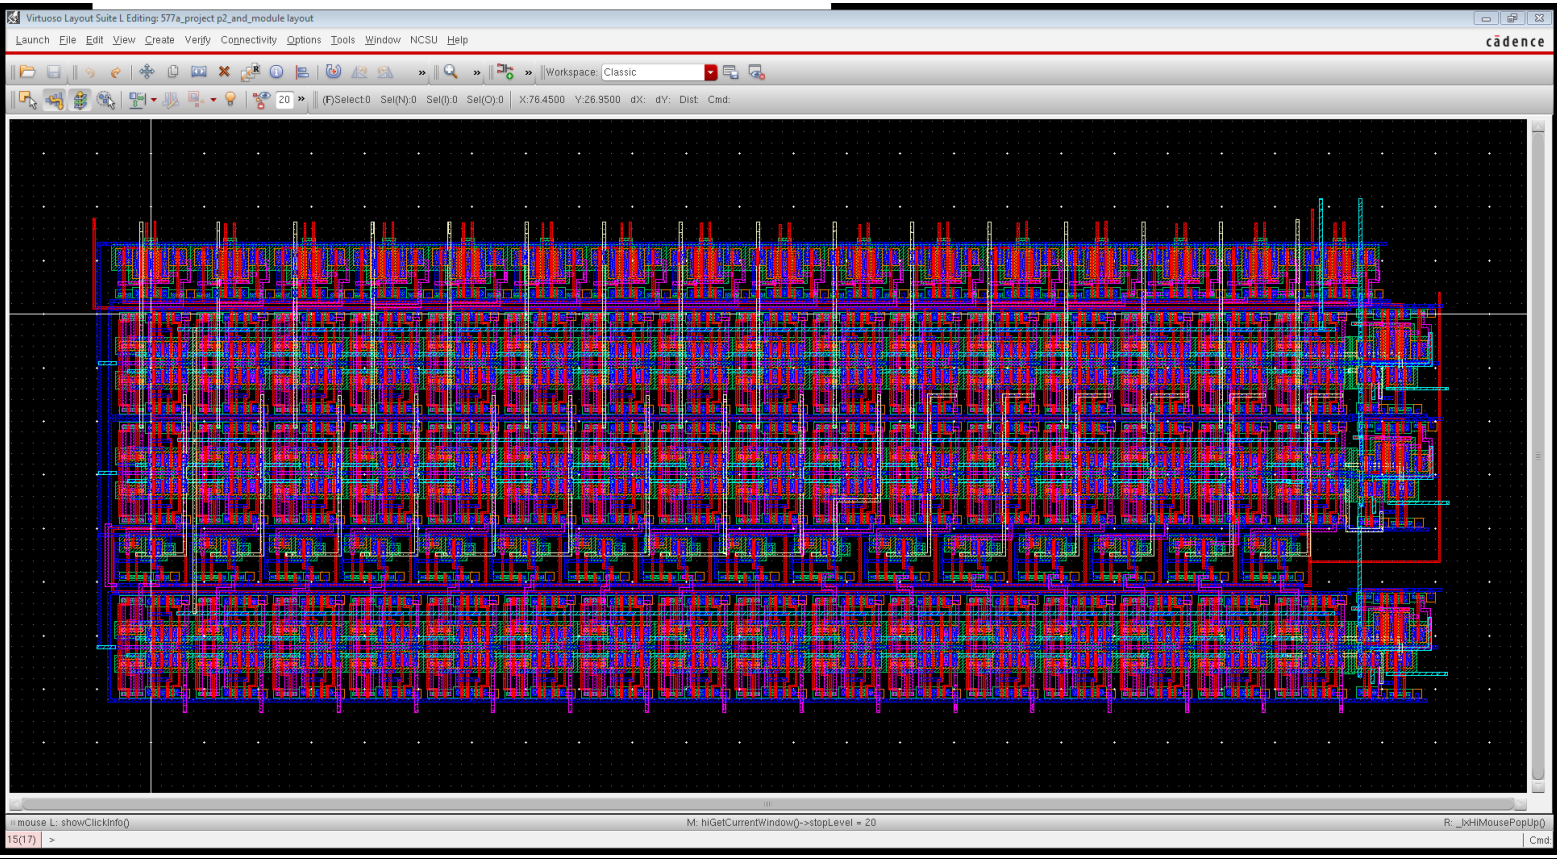 Virtuoso Layout Suite L Editing: 577a_project p2_and_module layout
Launch File Edit View Create Verify Connectivity Options Tools Window NCSU Help
cādence
» » » Workspace: Classic
20 » (F)Select:0 Sel(N):0 Sel(I):0 Sel(O):0 X:76.4500 Y:26.9500 dX: dY: Dist: Cmd:
mouse L: showClickInfo() M: hiGetCurrentWindow()->stopLevel = 20 R: _lxHiMousePopUp()
15(17) > Cmd: